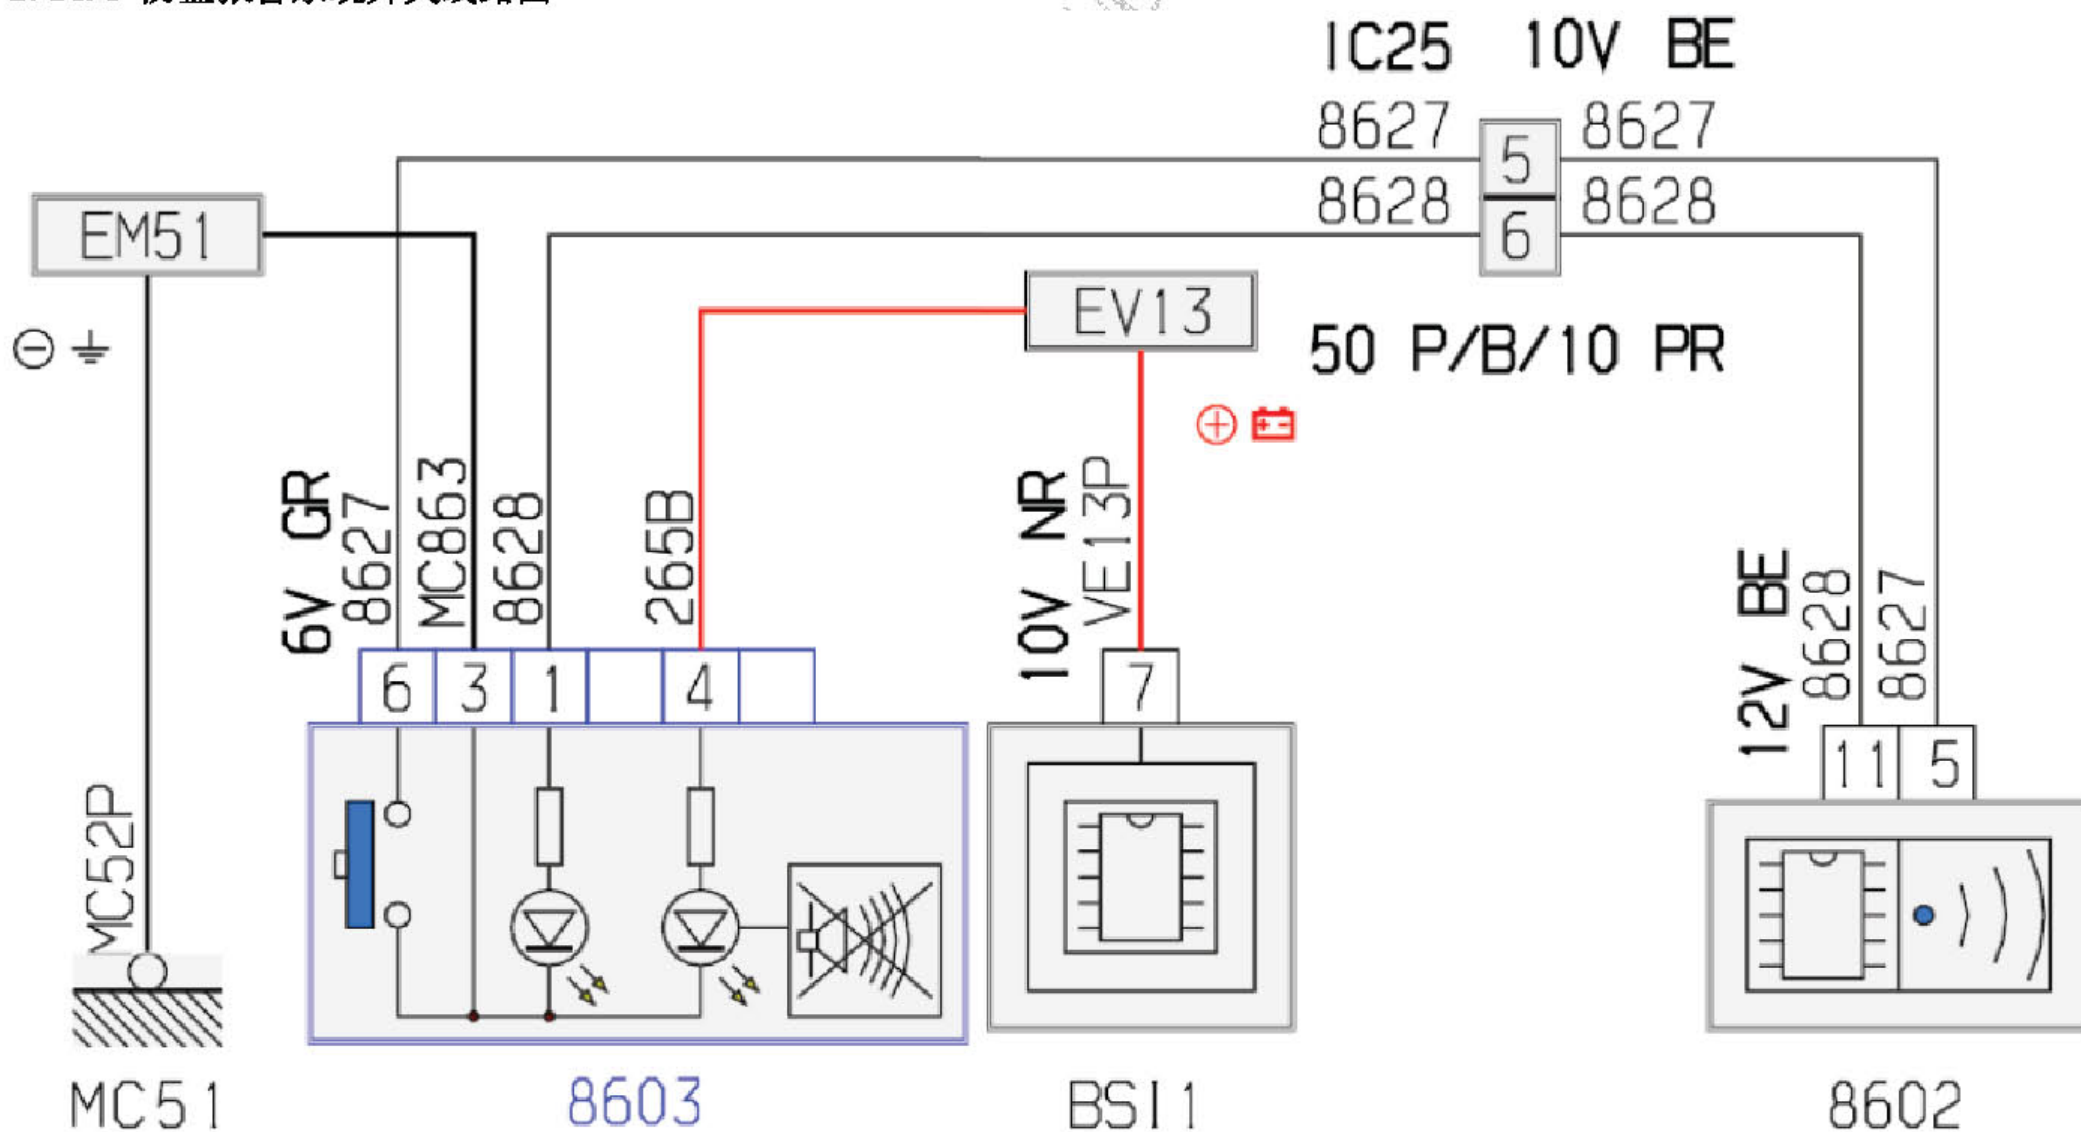 IC25 10V BE
8627 5 8627
8628 6 8628
EM51
EV13
50 P/B/10 PR
6V GR
8627
MC863
8628
265B
10V NR
VE13P
12V BE
8628
8627
6 3 1 4
7
11 5
MC52P
MC51
8603
BSI1
8602